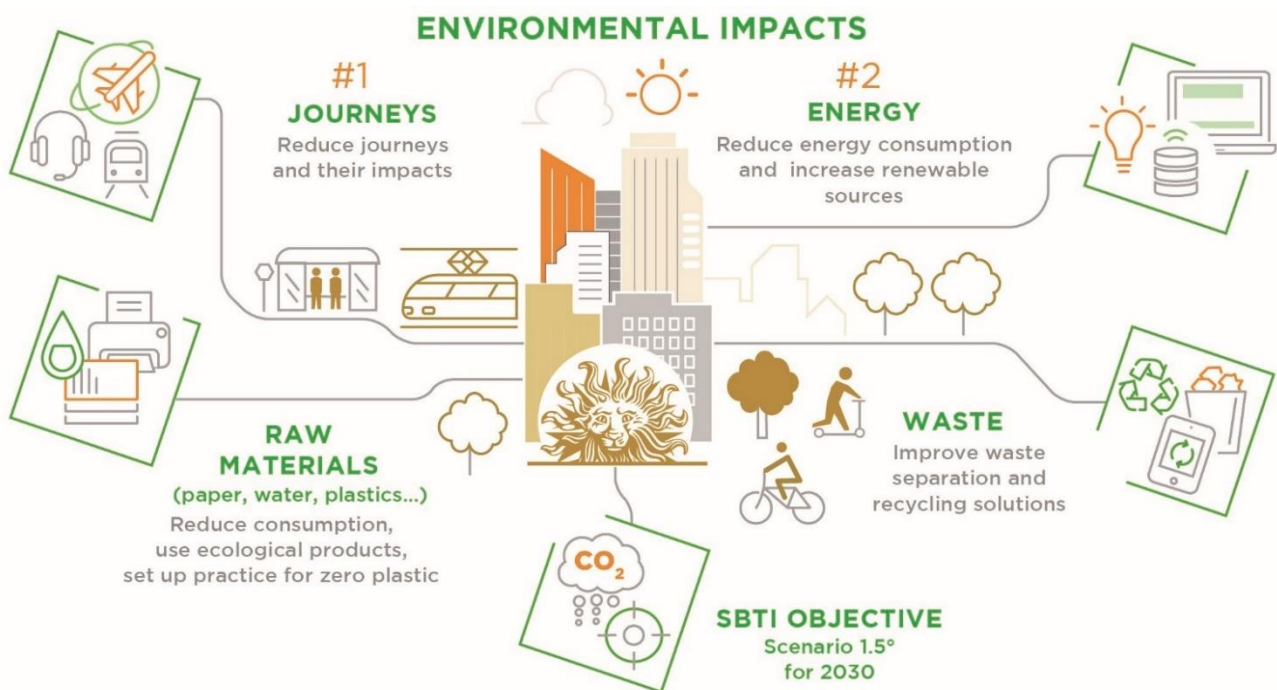 ENVIRONMENTAL IMPACTS
#1
JOURNEYS
Reduce journeys
and their impacts
#2
ENERGY
Reduce energy consumption
and increase renewable
sources
RAW
MATERIALS
(paper, water, plastics...)
Reduce consumption,
use ecological products,
set up practice for zero plastic
WASTE
Improve waste
separation and
recycling solutions
CO2
SBTI OBJECTIVE
Scenario 1.5°
for 2030